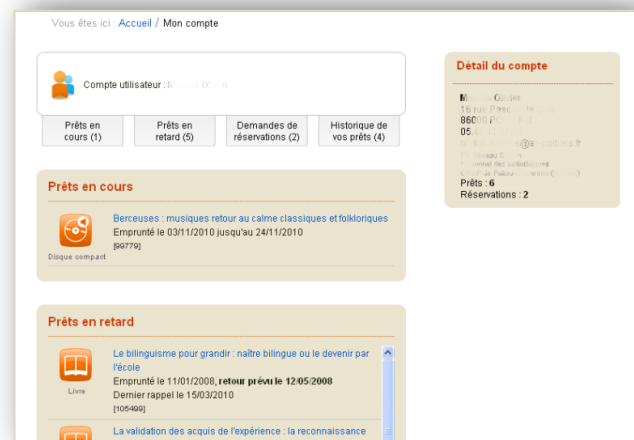 Vous êtes ici : Accueil / Mon compte
Compte utilisateur :
Prêts en cours (1)
Prêts en retard (5)
Demandes de réservations (2)
Historique de vos prêts (4)
Prêts en cours
Berceuses : musiques retour au calme classiques et folkloriques
Emprunté le 03/11/2010 jusqu'au 24/11/2010
[99779]
Disque compact
Prêts en retard
Le bilinguisme pour grandir : naître bilingue ou le devenir par
l'école
Emprunté le 11/01/2008, retour prévu le 12/05/2008
Dernier rappel le 15/03/2010
[105499]
Livre
La validation des acquis de l'expérience : la reconnaissance
Détail du compte
16 rue
86000
05
Prêts : 6
Réservations : 2